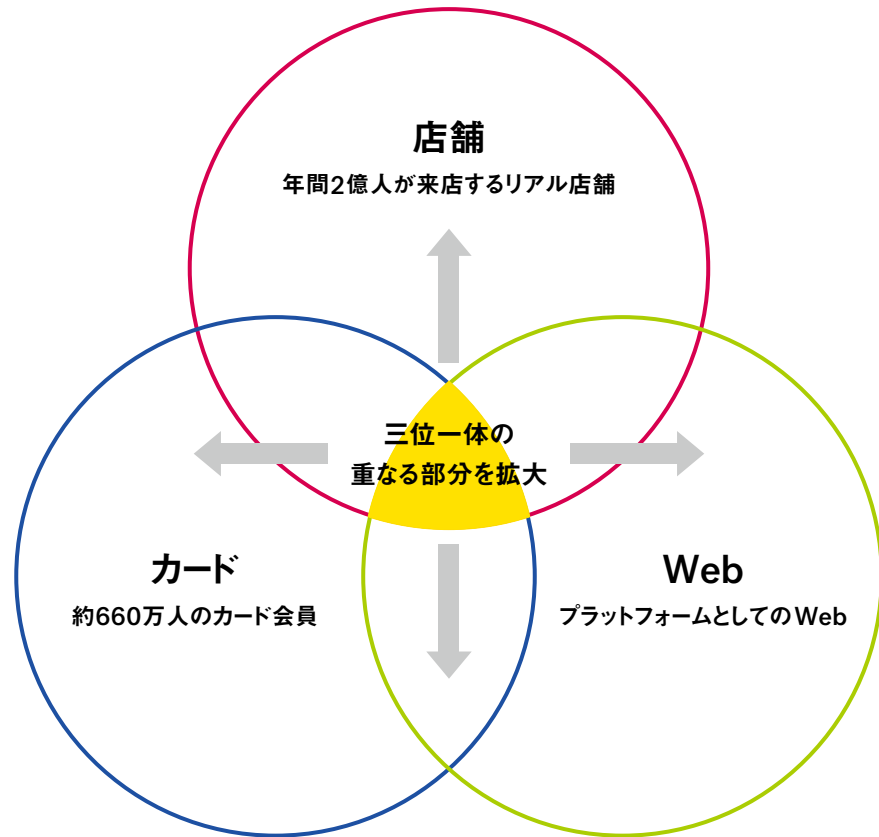 店舗
年間2億人が来店するリアル店舗
三位一体の
重なる部分を拡大
カード
約660万人のカード会員
Web
プラットフォームとしてのWeb